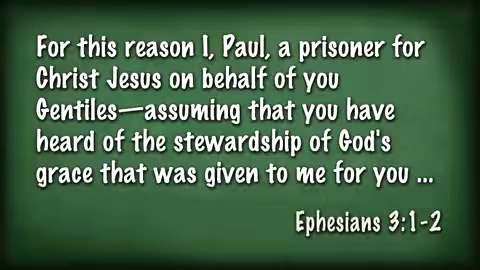 For this reason I, Paul, a prisoner for
Christ Jesus on behalf of you
Gentiles—assuming that you have
heard of the stewardship of God's
grace that was given to me for you ...
Ephesians 3:1-2